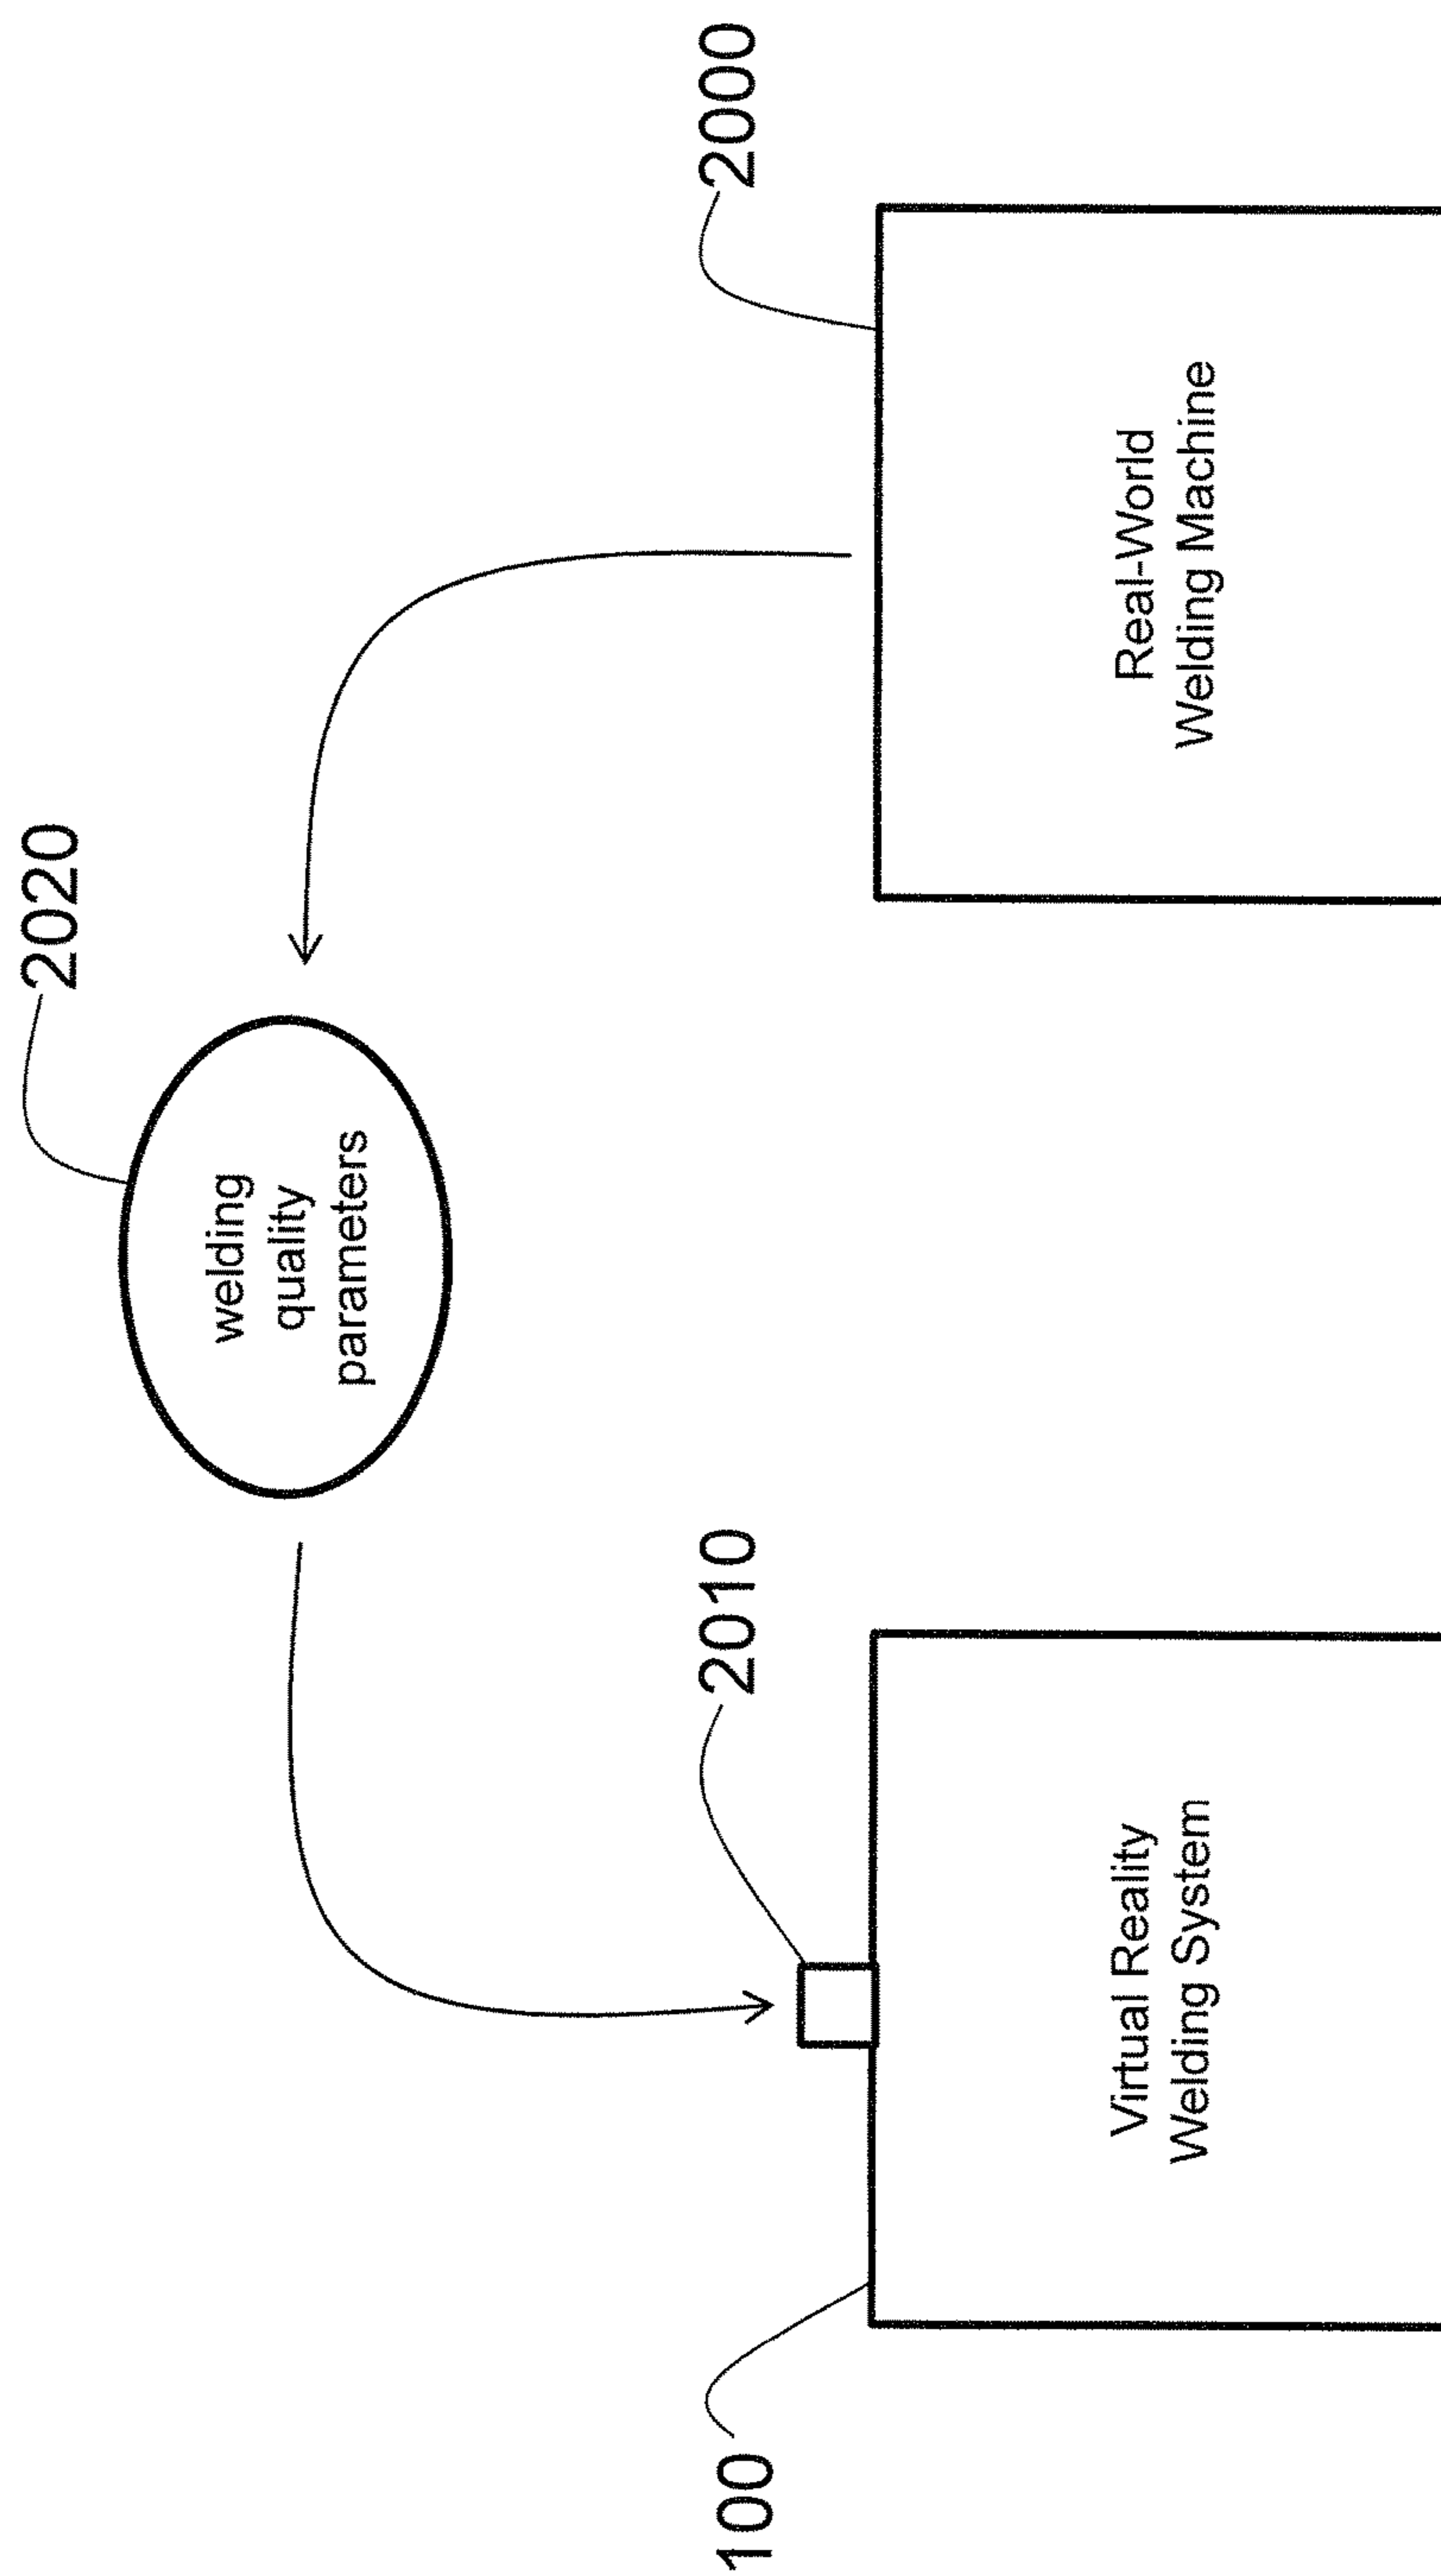 2020
welding
quality
parameters
100
2010
2000
Virtual Reality
Welding System
Real-World
Welding Machine